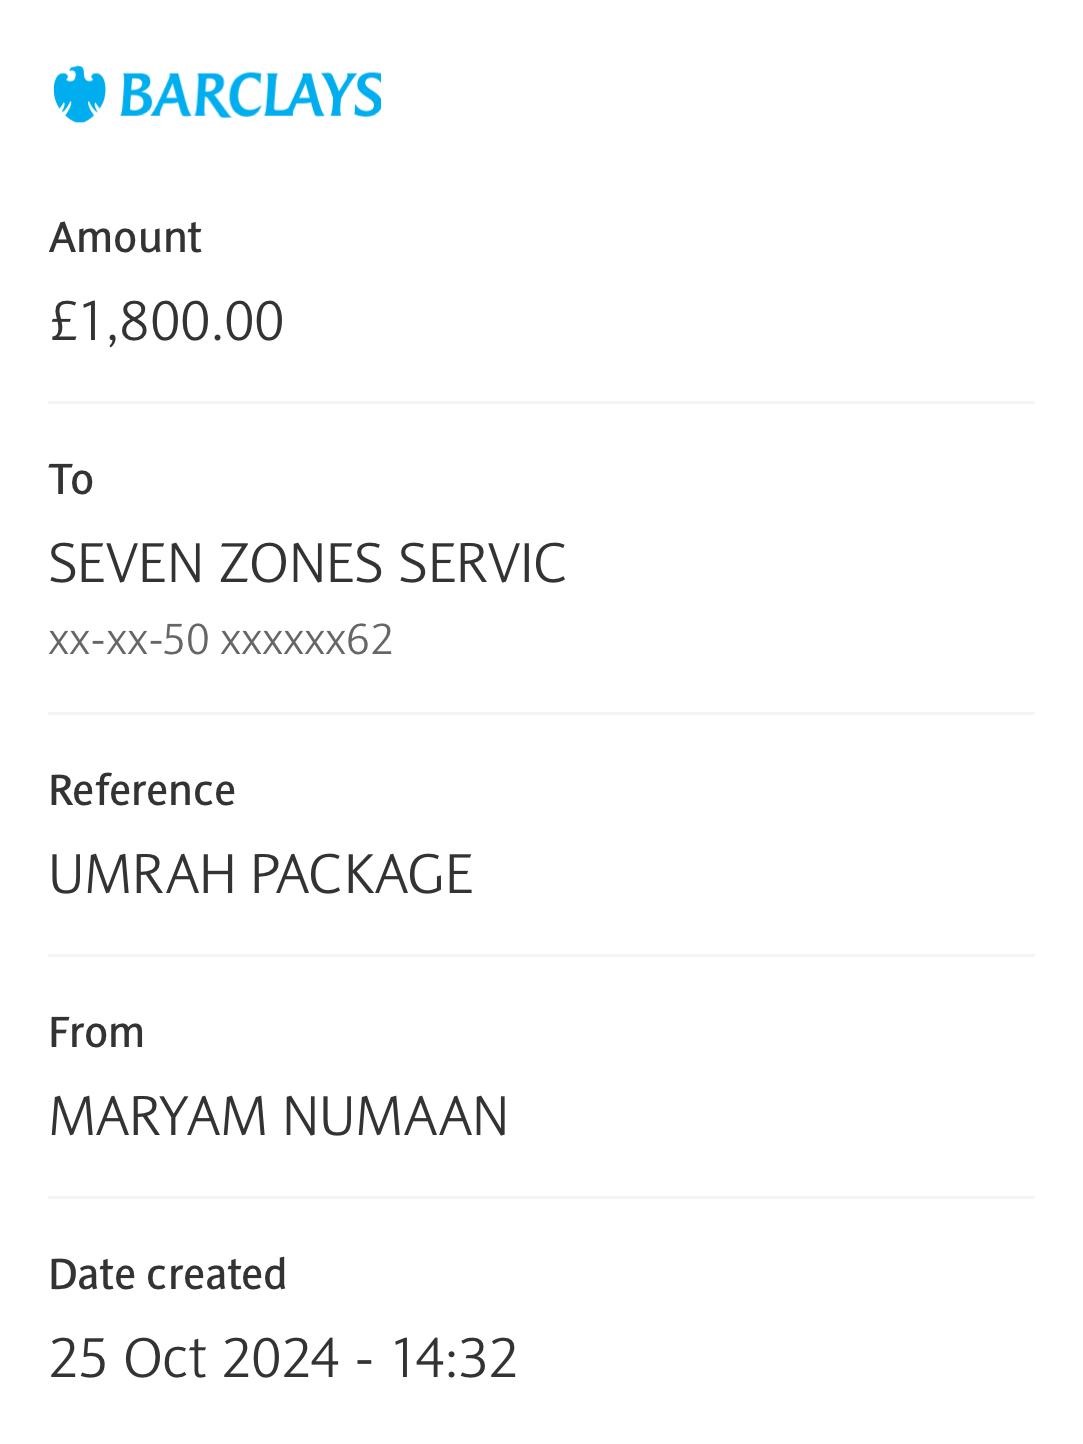 BARCLAYS
Amount
£1,800.00
To
SEVEN ZONES SERVIC
xx-xx-50 xxxxxx62
Reference
UMRAH PACKAGE
From
MARYAM NUMAAN
Date created
25 Oct 2024 - 14:32